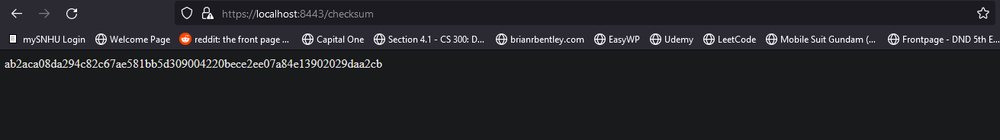 https://localhost:8443/checksum
mySNHU Login Welcome Page reddit: the front page ... Capital One Section 4.1 - CS 300: D... brianrbentley.com EasyWP Udemy LeetCode Mobile Suit Gundam (... Frontpage - DND 5th E...
ab2aca08da294c82c67ae581bb5d309004220bece2ee07a84e13902029daa2cb